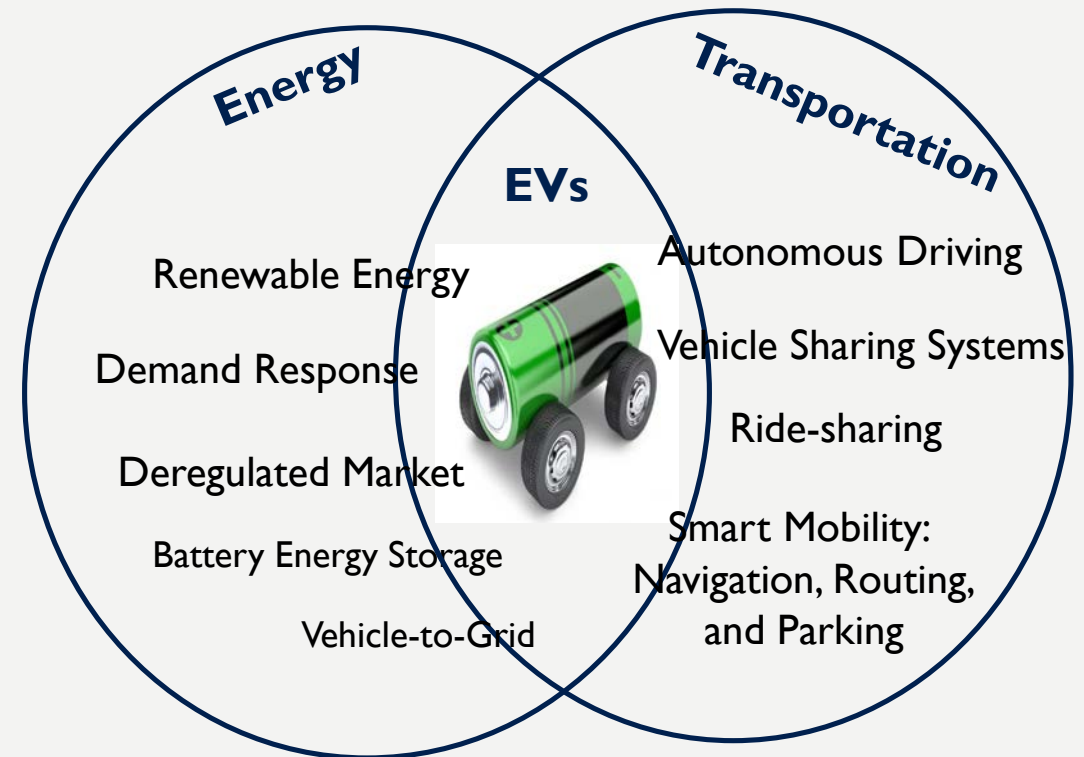 Energy
Transportation
EVs
Renewable Energy
Demand Response
Deregulated Market
Battery Energy Storage
Vehicle-to-Grid
Autonomous Driving
Vehicle Sharing Systems
Ride-sharing
Smart Mobility:
Navigation, Routing,
and Parking